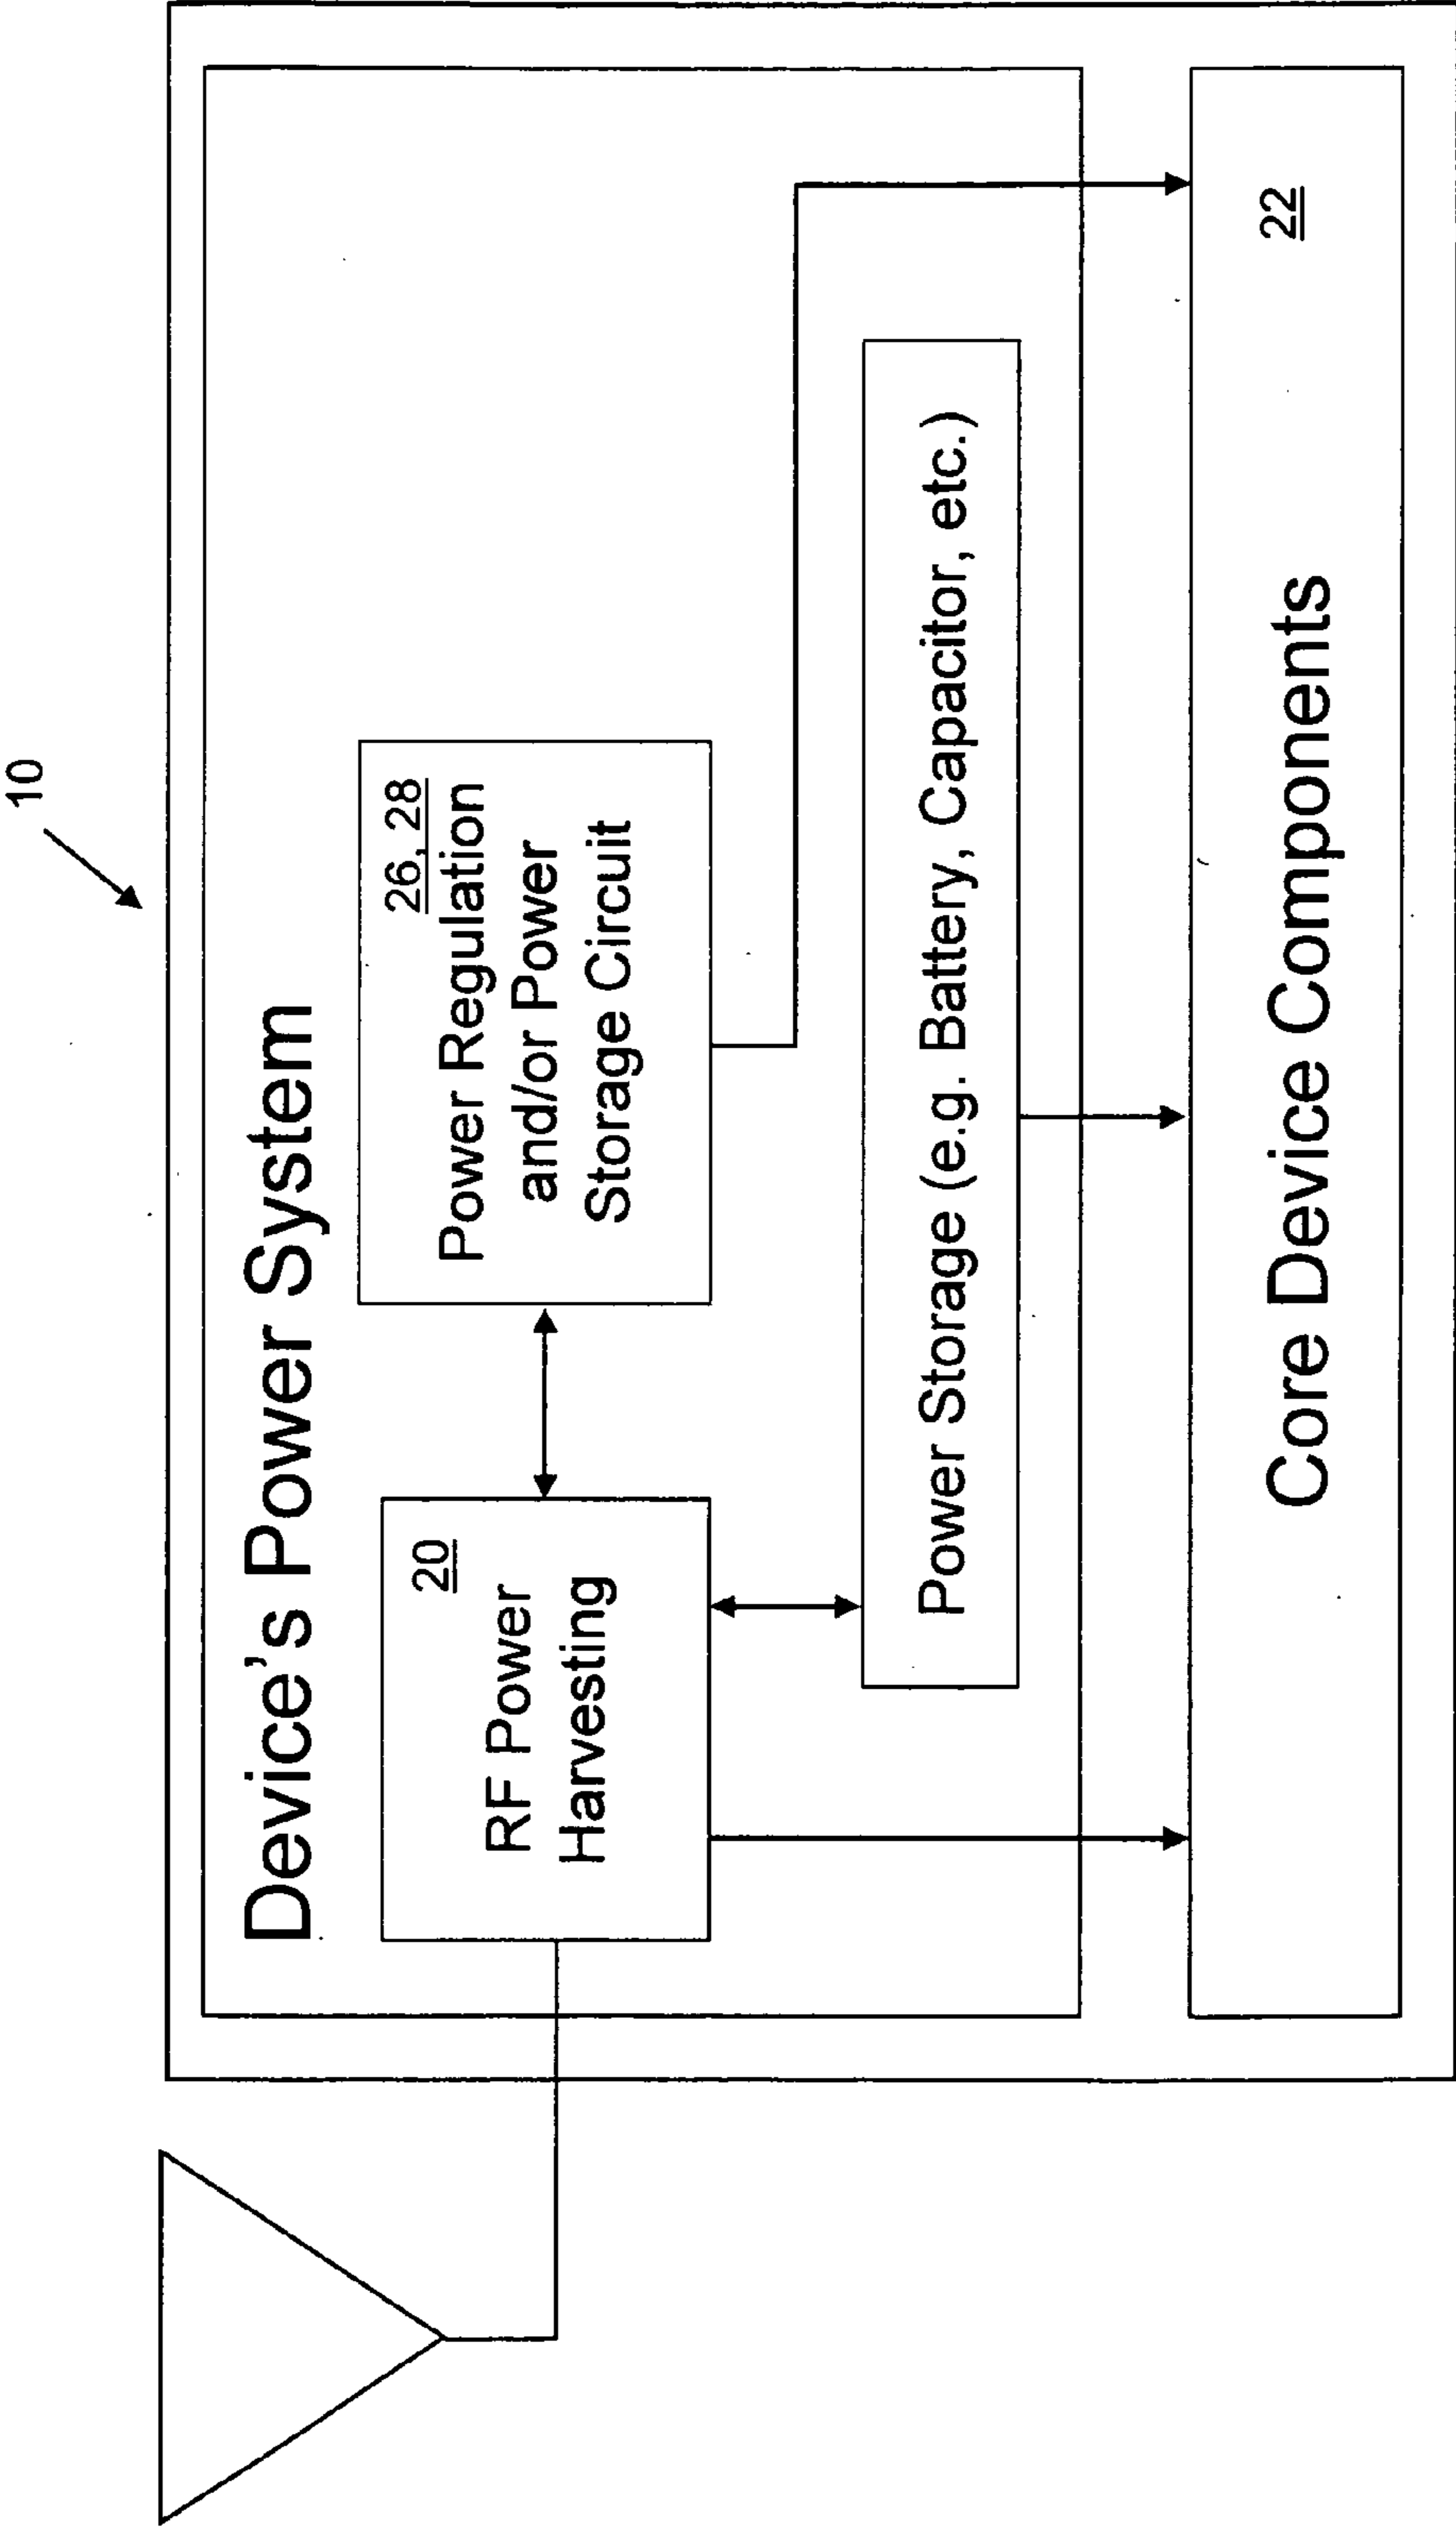 10
Device's Power System
20
RF Power
Harvesting
26, 28
Power Regulation
and/or Power
Storage Circuit
Power Storage (e.g. Battery, Capacitor, etc.)
Core Device Components
22